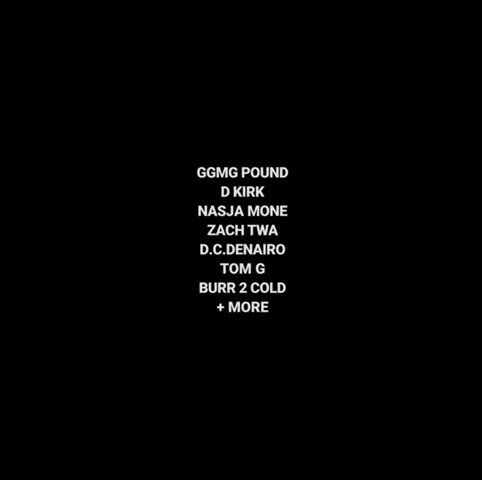 GGMG POUND
D KIRK
NASJA MONE
ZACH TWA
D.C.DENAIRO
TOM G
BURR 2 COLD
+ MORE